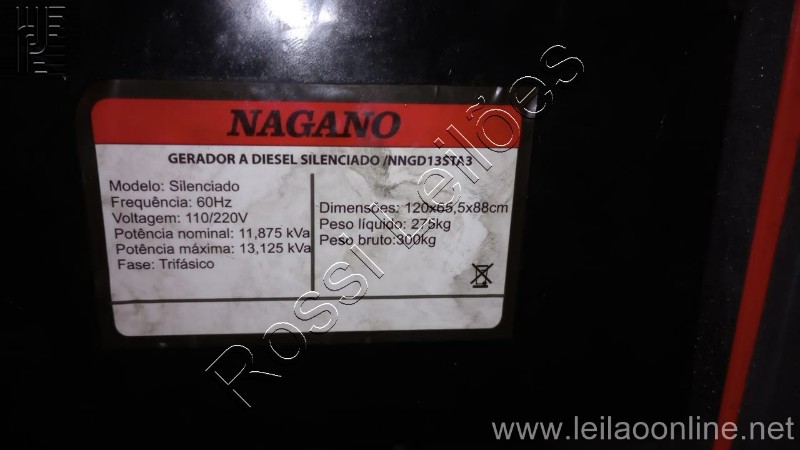 NAGANO
GERADOR A DIESEL SILENCIADO /NNGD13STA3
Modelo: Silenciado
Frequência: 60Hz
Voltagem: 110/220V
Potência nominal: 11,875 kVa
Potência máxima: 13,125 kVa
Fase: Trifásico
Dimensões: 120x65,5x88cm
Peso líquido: 275kg
Peso bruto:300kg
Rossi Leilões
www.leilaoonline.net